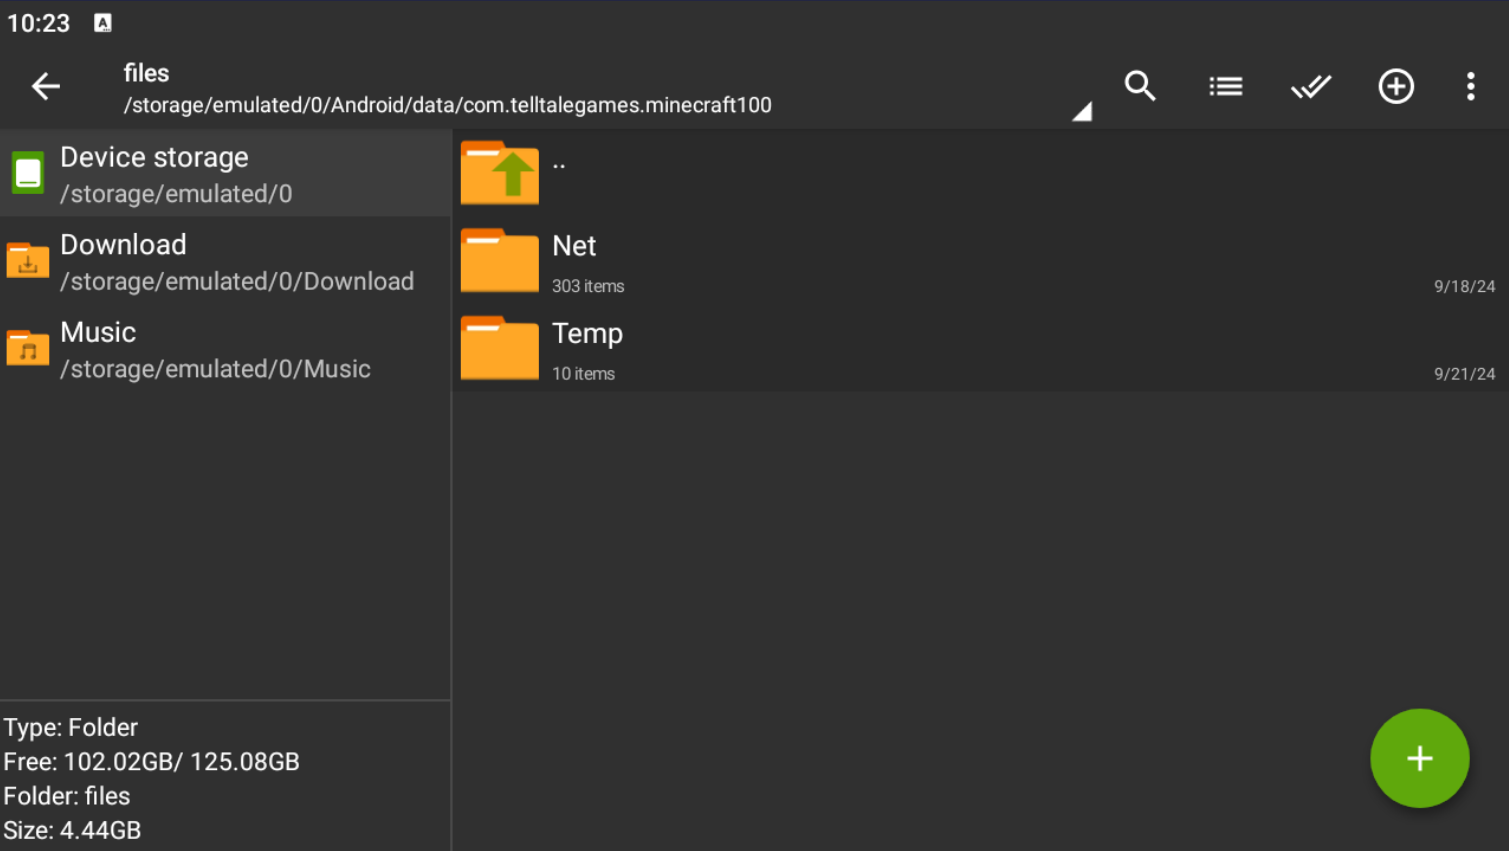 10:23
files
/storage/emulated/0/Android/data/com.telltalegames.minecraft100
Device storage
/storage/emulated/0
Download
/storage/emulated/0/Download
Music
/storage/emulated/0/Music
..
Net
303 items
9/18/24
Temp
10 items
9/21/24
Type: Folder
Free: 102.02GB/ 125.08GB
Folder: files
Size: 4.44GB